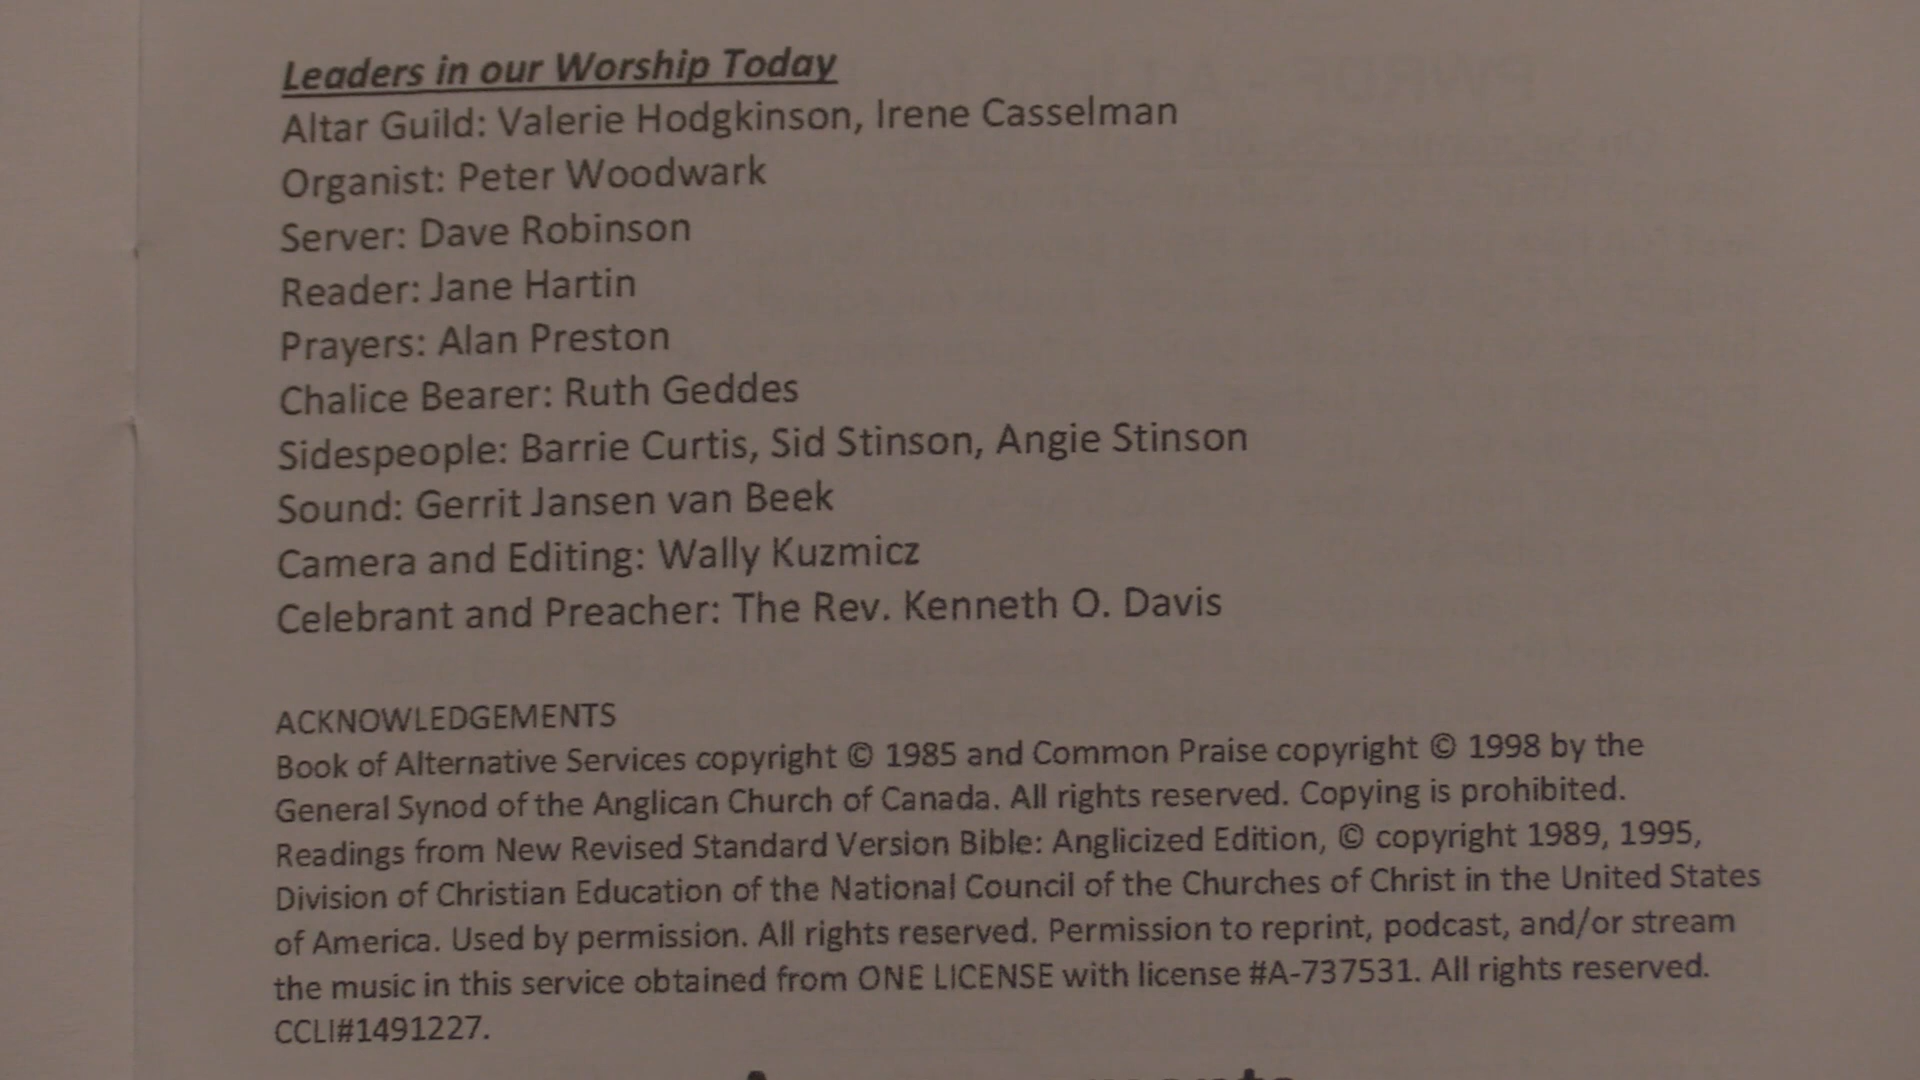 Leaders in our Worship Today
Altar Guild: Valerie Hodgkinson, Irene Casselman
Organist: Peter Woodwark
Server: Dave Robinson
Reader: Jane Hartin
Prayers: Alan Preston
Chalice Bearer: Ruth Geddes
Sidespeople: Barrie Curtis, Sid Stinson, Angie Stinson
Sound: Gerrit Jansen van Beek
Camera and Editing: Wally Kuzmicz
Celebrant and Preacher: The Rev. Kenneth O. Davis
ACKNOWLEDGEMENTS
Book of Alternative Services copyright © 1985 and Common Praise copyright © 1998 by the
General Synod of the Anglican Church of Canada. All rights reserved. Copying is prohibited.
Readings from New Revised Standard Version Bible: Anglicized Edition, © copyright 1989, 1995,
Division of Christian Education of the National Council of the Churches of Christ in the United States
of America. Used by permission. All rights reserved. Permission to reprint, podcast, and/or stream
the music in this service obtained from ONE LICENSE with license #A-737531. All rights reserved.
CCLI#1491227.